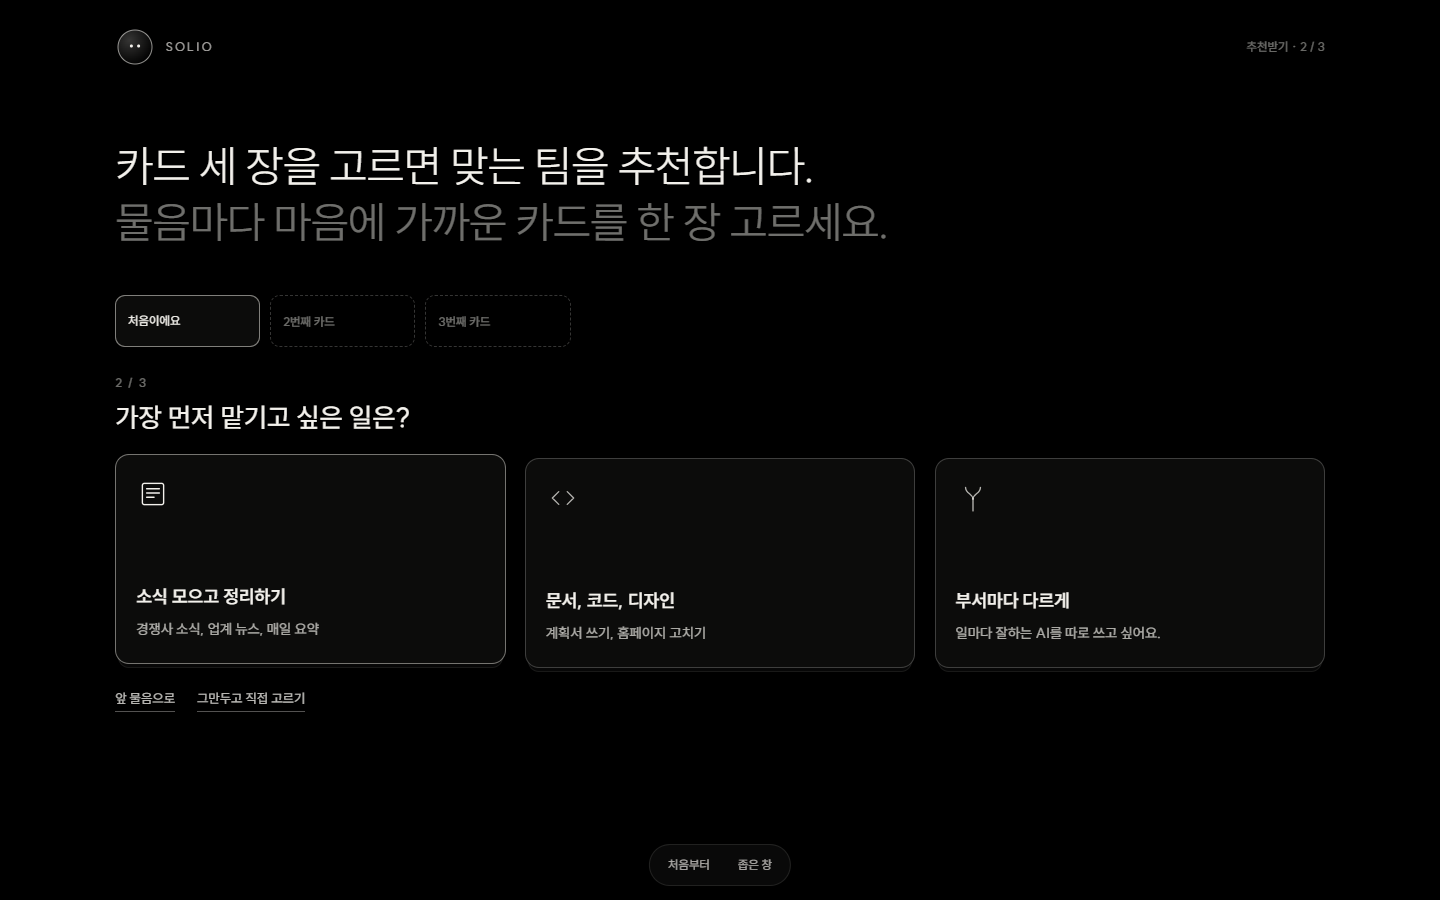 SOLIO
추천받기 · 2 / 3
카드 세 장을 고르면 맞는 팀을 추천합니다.
물음마다 마음에 가까운 카드를 한 장 고르세요.
처음이에요
2번째 카드
3번째 카드
2 / 3
가장 먼저 맡기고 싶은 일은?
소식 모으고 정리하기
경쟁사 소식, 업계 뉴스, 매일 요약
문서, 코드, 디자인
계획서 쓰기, 홈페이지 고치기
부서마다 다르게
일마다 잘하는 AI를 따로 쓰고 싶어요.
앞 물음으로
그만두고 직접 고르기
처음부터
좁은 창